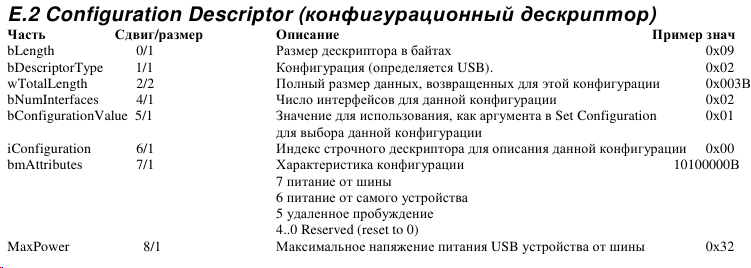 E.2 Configuration Descriptor (конфигурационный дескриптор)
Часть Сдвиг/размер Описание Пример знач
bLength 0/1 Размер дескриптора в байтах 0x09
bDescriptorType 1/1 Конфигурация (определяется USB). 0x02
wTotalLength 2/2 Полный размер данных, возвращенных для этой конфигурации 0x003B
bNumInterfaces 4/1 Число интерфейсов для данной конфигурации 0x02
bConfigurationValue 5/1 Значение для использования, как аргумента в Set Configuration 0x01
для выбора данной конфигурации
iConfiguration 6/1 Индекс строчного дескриптора для описания данной конфигурации 0x00
bmAttributes 7/1 Характеристика конфигурации 10100000B
7 питание от шины
6 питание от самого устройства
5 удаленное пробуждение
4..0 Reserved (reset to 0)
MaxPower 8/1 Максимальное напяжение питания USB устройства от шины 0x32